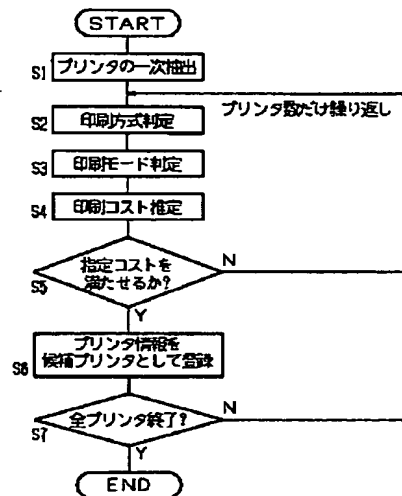 START
S1 プリンタの一次抽出
プリンタ数だけ繰り返し
S2 印刷方式判定
S3 印刷モード判定
S4 印刷コスト推定
指定コストを
満たせるか?
S5
N
Y
プリンタ情報を
S6 候補プリンタとして登録
全プリンタ終了?
S7
N
Y
END